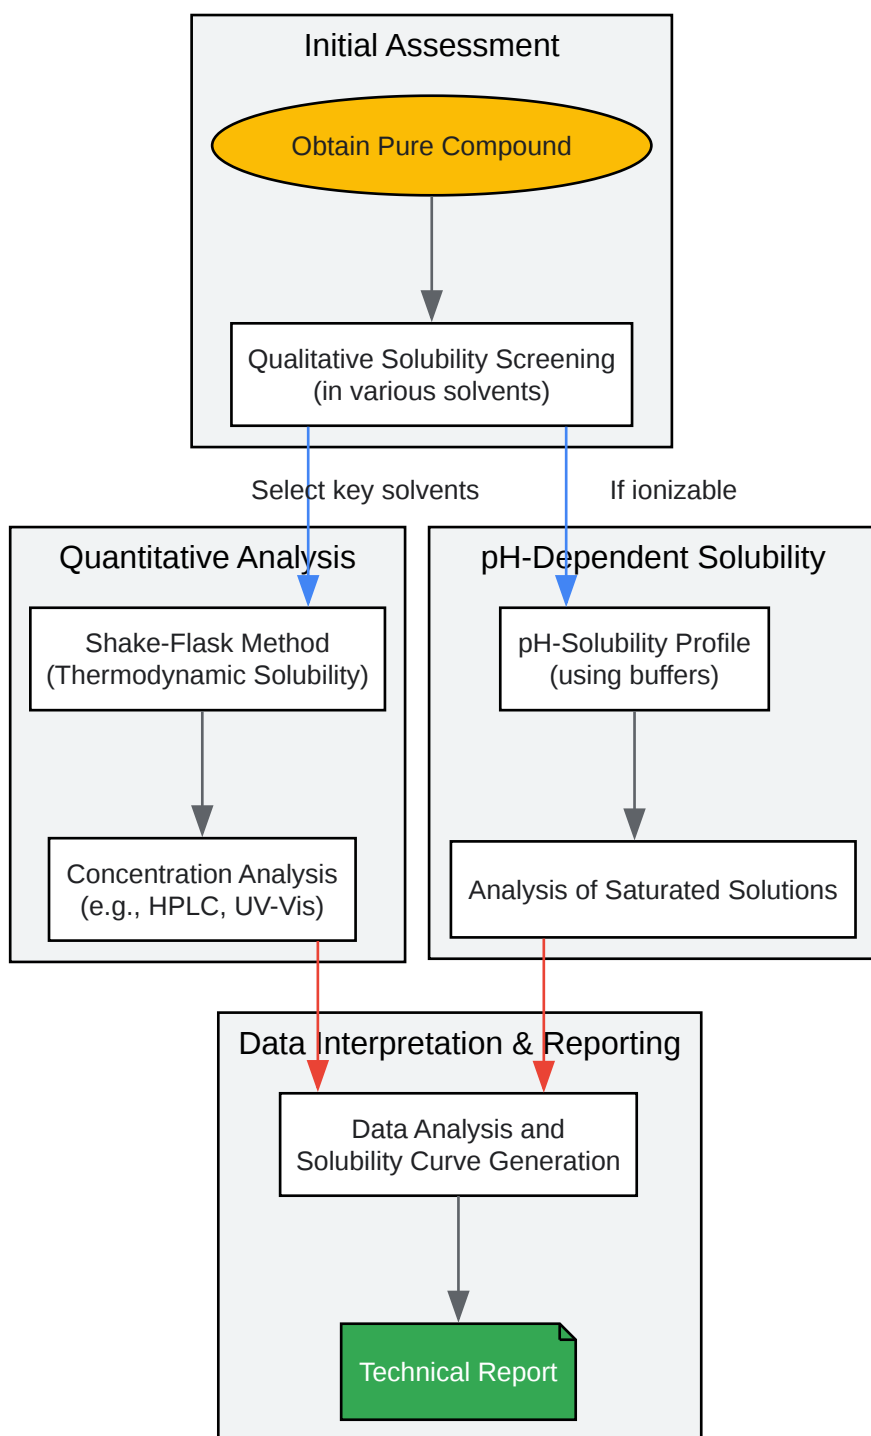 Initial Assessment
Obtain Pure Compound
Qualitative Solubility Screening
(in various solvents)
Select key solvents
If ionizable
Quantitative Analysis
Shake-Flask Method
(Thermodynamic Solubility)
Concentration Analysis
(e.g., HPLC, UV-Vis)
pH-Dependent Solubility
pH-Solubility Profile
(using buffers)
Analysis of Saturated Solutions
Data Interpretation & Reporting
Data Analysis and
Solubility Curve Generation
Technical Report